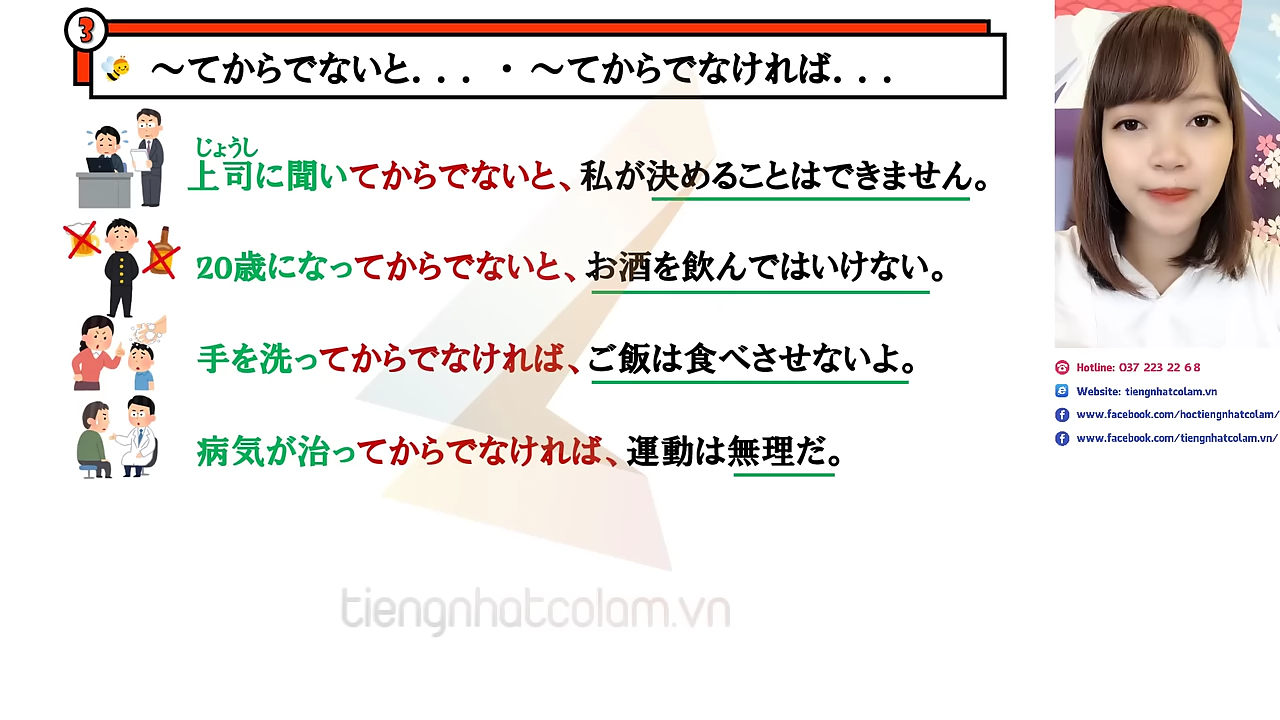 3
～てからでないと... ・ ～てからでなければ...
じょうし
上司に聞いてからでないと、私が決めることはできません。
20歳になってからでないと、お酒を飲んではいけない。
手を洗ってからでなければ、ご飯は食べさせないよ。
病気が治ってからでなければ、運動は無理だ。
tiengnhatcolam.vn
Hotline: 037 223 22 68
Website: tiengnhatcolam.vn
www.facebook.com/hoctiengnhatcolam/
www.facebook.com/tiengnhatcolam.vn/